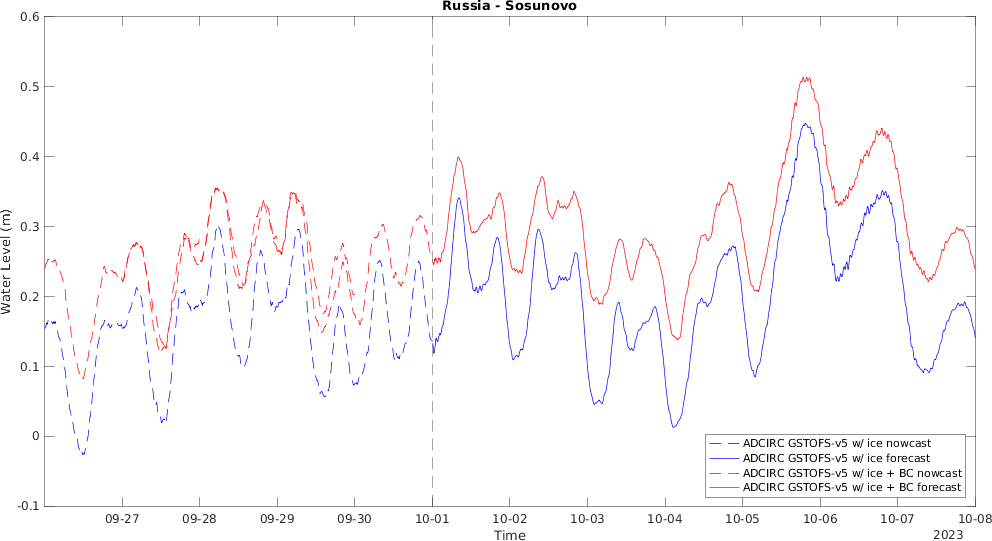 Russia - Sosunovo
0.6
0.5
0.4
0.3
0.2
0.1
0
-0.1
Water Level (m)
ADCIRC GSTOFS-v5 w/ ice nowcast
ADCIRC GSTOFS-v5 w/ ice forecast
ADCIRC GSTOFS-v5 w/ ice + BC nowcast
ADCIRC GSTOFS-v5 w/ ice + BC forecast
09-27 09-28 09-29 09-30 10-01 10-02 10-03 10-04 10-05 10-06 10-07 10-08
Time
2023